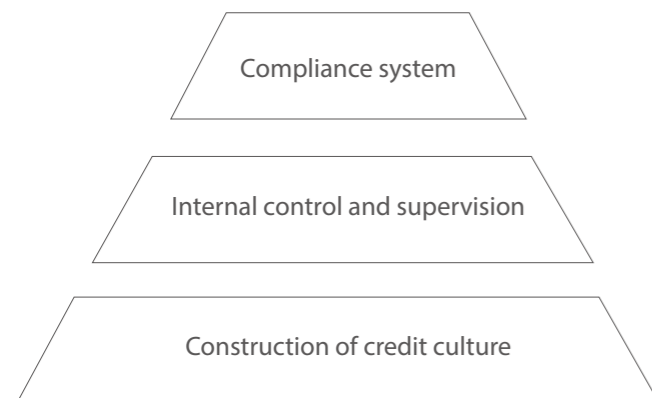 Compliance system
Internal control and supervision
Construction of credit culture